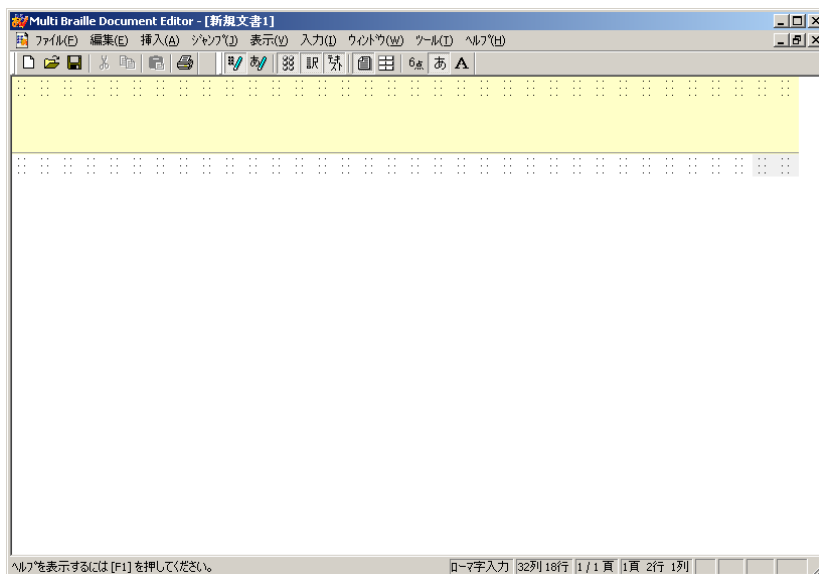 Multi Braille Document Editor - [新規文書1]
ﾌｧｲﾙ(F) 編集(E) 挿入(A) ｼﾞｬﾝﾌﾟ(J) 表示(V) 入力(I) ｳｨﾝﾄﾞｳ(W) ﾂｰﾙ(T) ﾍﾙﾌﾟ(H)
あ 訳 6点 あ A
ﾍﾙﾌﾟを表示するには [F1] を押してください。 ﾛｰﾏ字入力 32列 18行 1 / 1 頁 1頁 2行 1列